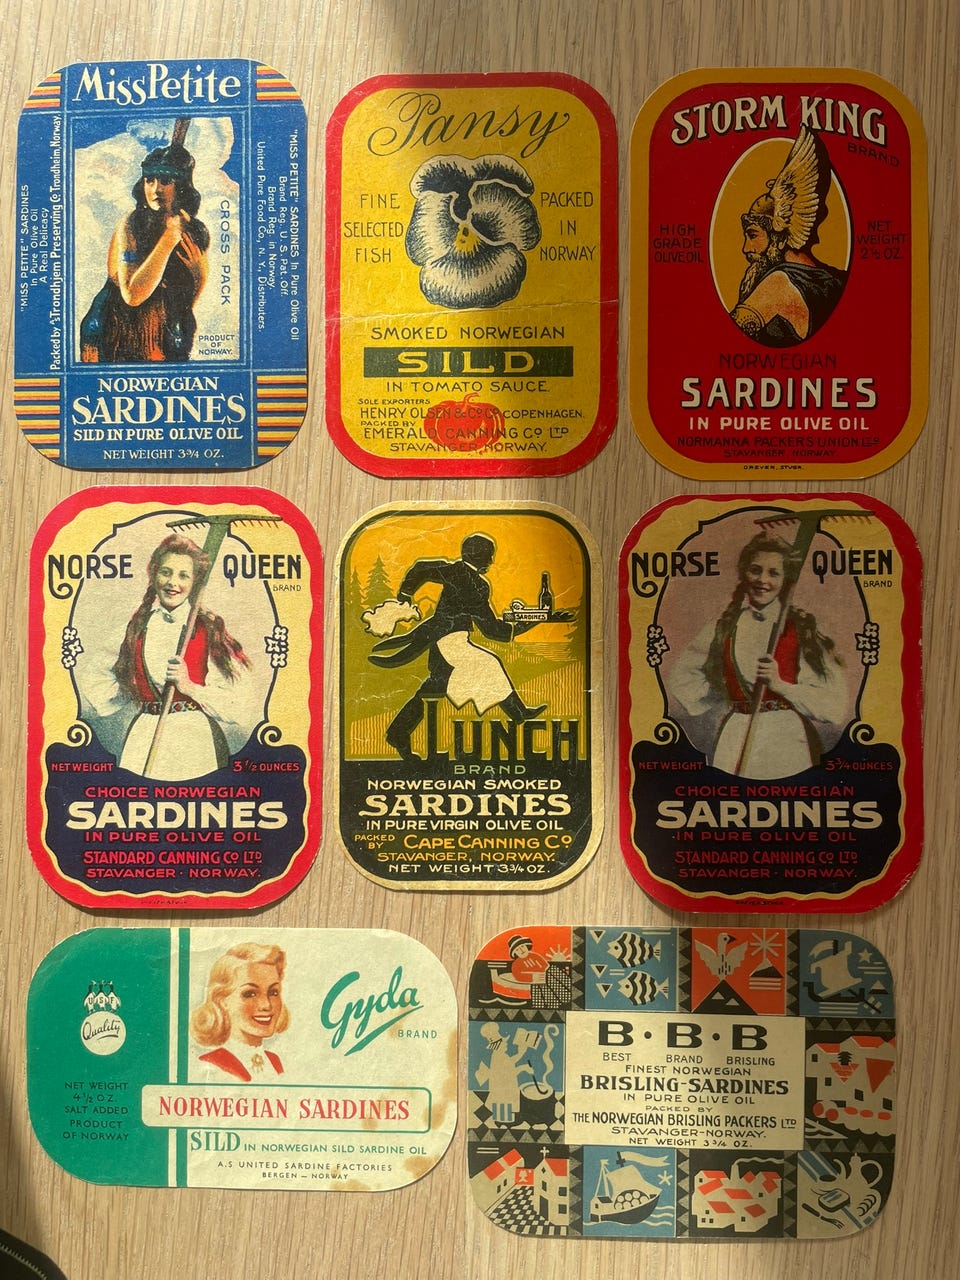 Miss Petite
"MISS PETITE" SARDINES
In Pure Olive Oil
A Real Delicacy
Packed by A/S Trondhjem Preserving Co Trondheim, Norway.
CROSS PACK
"MISS PETITE" SARDINES In Pure Olive Oil
Brand Reg. U. S. Pat. Off.
Brand Reg. in Norway
United Pure Food Co., N. Y., Distributers.
PRODUCT
OF
NORWAY.
NORWEGIAN
SARDINES
SILD IN PURE OLIVE OIL
NET WEIGHT 3¾ OZ.
Pansy
FINE
SELECTED
FISH
PACKED
IN
NORWAY
SMOKED NORWEGIAN
SILD
IN TOMATO SAUCE
SOLE EXPORTERS
HENRY OLSEN & Co Ld COPENHAGEN.
PACKED BY
EMERALD CANNING Co LTD
STAVANGER NORWAY.
STORM KING
BRAND
HIGH
GRADE
OLIVE OIL
NET
WEIGHT
2½ OZ.
NORWEGIAN
SARDINES
IN PURE OLIVE OIL
NORMANNA PACKERS UNION LTD
STAVANGER, NORWAY.
DREYER, STVGR.
NORSE QUEEN
BRAND
NET WEIGHT 3½ OUNCES
CHOICE NORWEGIAN
SARDINES
IN PURE OLIVE OIL
STANDARD CANNING Co LTD
STAVANGER · NORWAY.
SARDINES
LUNCH
BRAND
NORWEGIAN SMOKED
SARDINES
IN PURE VIRGIN OLIVE OIL
PACKED BY CAPE CANNING Co
STAVANGER, NORWAY.
NET WEIGHT 3¾ OZ.
NORSE QUEEN
BRAND
NET WEIGHT 3¾ OUNCES
CHOICE NORWEGIAN
SARDINES
IN PURE OLIVE OIL
STANDARD CANNING Co LTD
STAVANGER · NORWAY.
U S F
Quality
NET WEIGHT
4½ OZ.
SALT ADDED
PRODUCT
OF NORWAY
Gyda
BRAND
NORWEGIAN SARDINES
SILD IN NORWEGIAN SILD SARDINE OIL
A.S UNITED SARDINE FACTORIES
BERGEN — NORWAY
B·B·B
BEST BRAND BRISLING
FINEST NORWEGIAN
BRISLING-SARDINES
IN PURE OLIVE OIL
PACKED BY
THE NORWEGIAN BRISLING PACKERS LTD
STAVANGER-NORWAY.
NET WEIGHT 3¾ OZ.